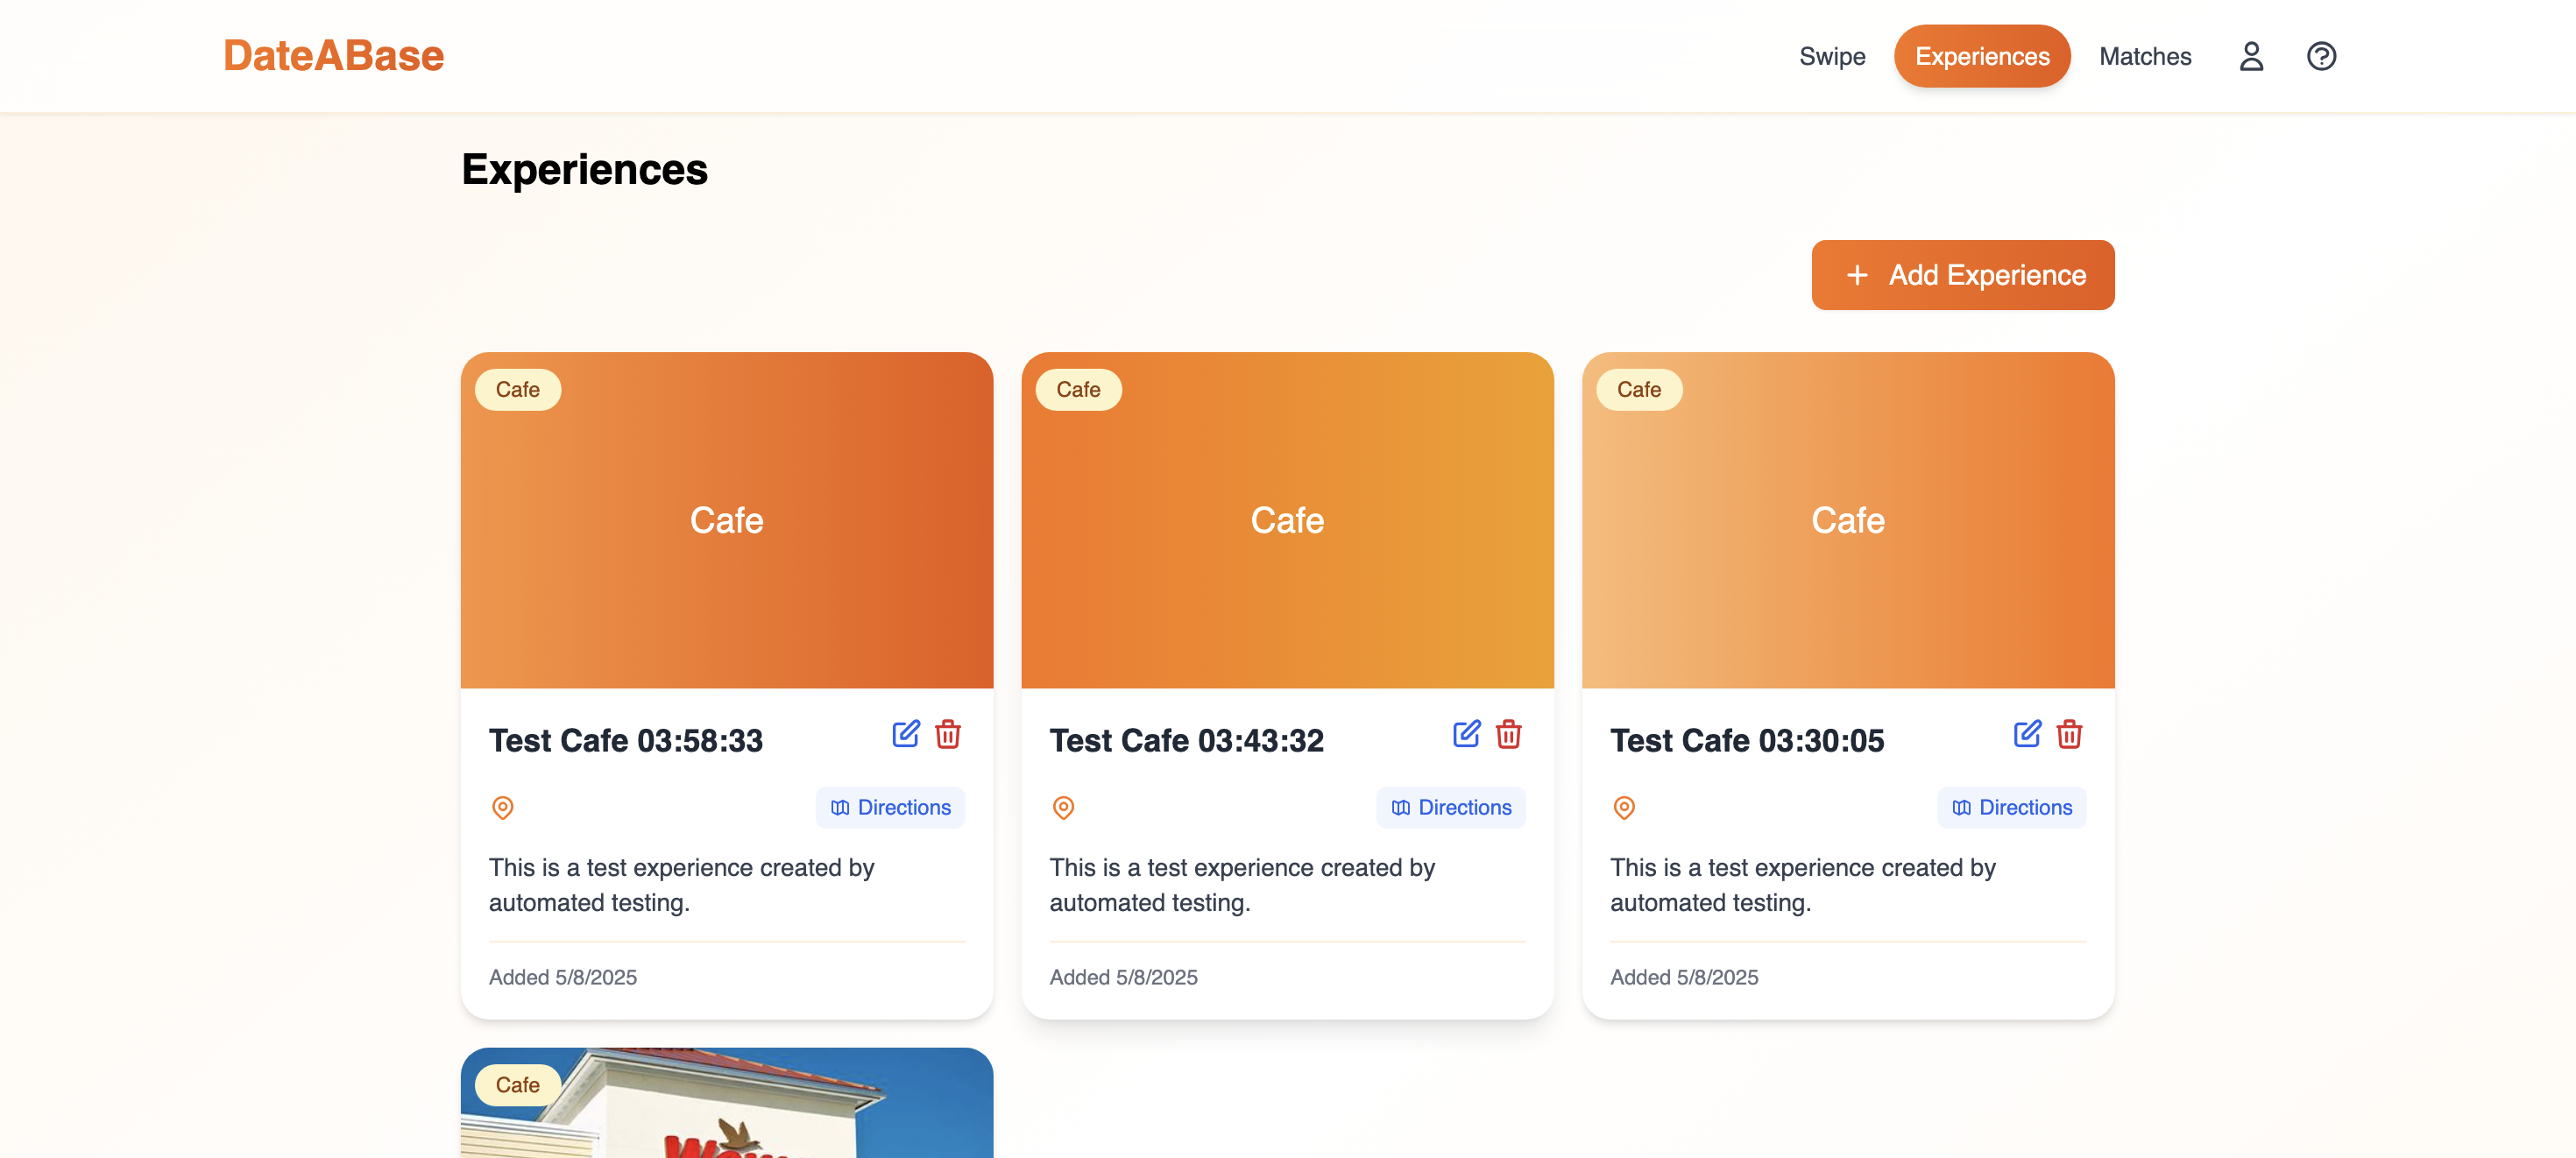 DateABase
Swipe
Experiences
Matches
Experiences
+ Add Experience
Cafe
Cafe
Test Cafe 03:58:33
Directions
This is a test experience created by
automated testing.
Added 5/8/2025
Cafe
Cafe
Test Cafe 03:43:32
Directions
This is a test experience created by
automated testing.
Added 5/8/2025
Cafe
Cafe
Test Cafe 03:30:05
Directions
This is a test experience created by
automated testing.
Added 5/8/2025
Cafe